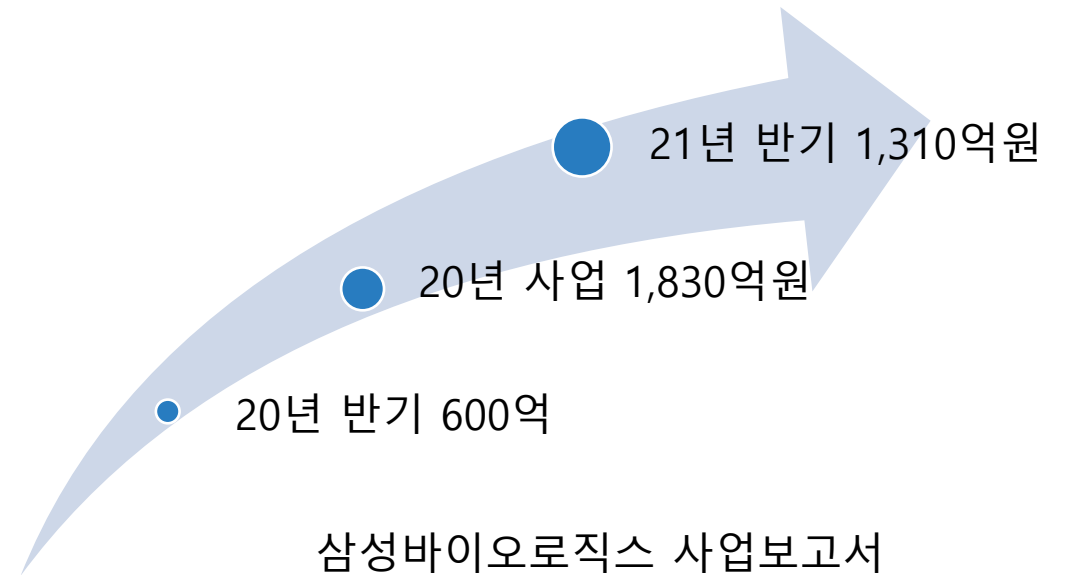 21년 반기 1,310억원
20년 사업 1,830억원
20년 반기 600억
삼성바이오로직스 사업보고서